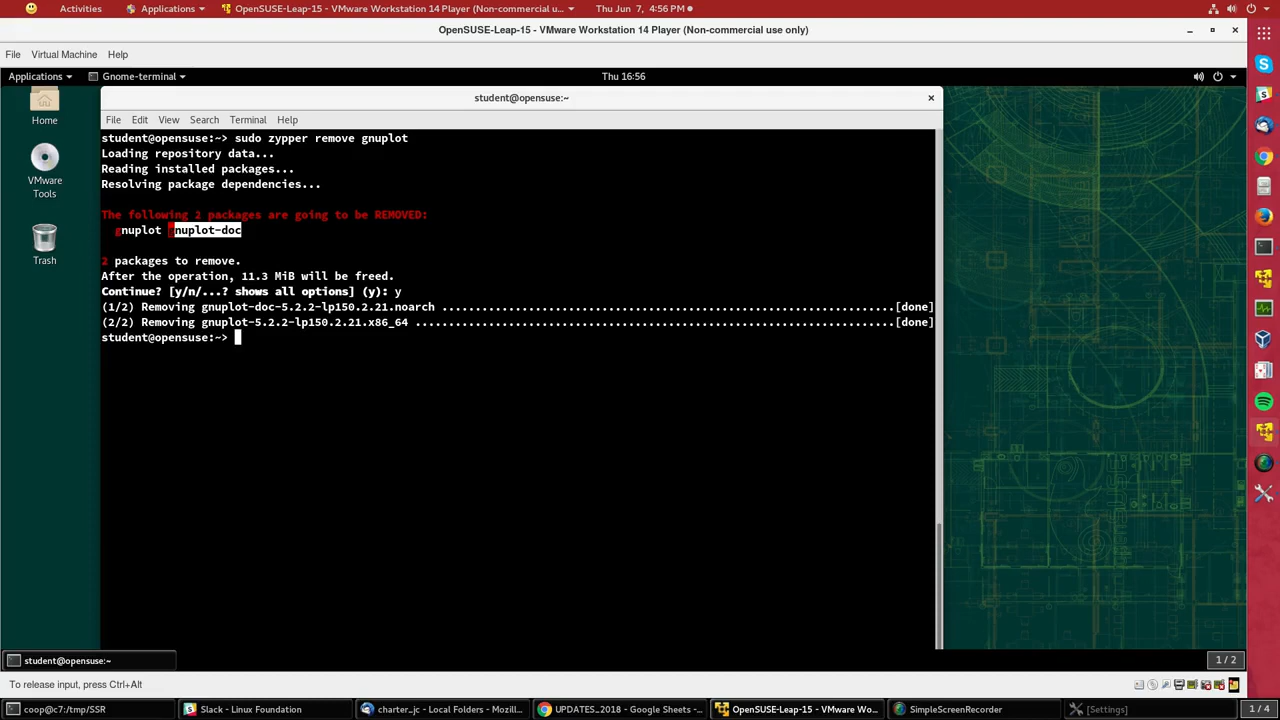 Activities
Applications
OpenSUSE-Leap-15 - VMware Workstation 14 Player (Non-commercial u...
Thu Jun 7, 4:56 PM
OpenSUSE-Leap-15 - VMware Workstation 14 Player (Non-commercial use only)
File Virtual Machine Help
Applications Gnome-terminal
Thu 16:56
Home
VMware
Tools
Trash
student@opensuse:~
File Edit View Search Terminal Help
student@opensuse:~> sudo zypper remove gnuplot
Loading repository data...
Reading installed packages...
Resolving package dependencies...
The following 2 packages are going to be REMOVED:
gnuplot gnuplot-doc
2 packages to remove.
After the operation, 11.3 MiB will be freed.
Continue? [y/n/...? shows all options] (y): y
(1/2) Removing gnuplot-doc-5.2.2-lp150.2.21.noarch ....................................................................[done]
(2/2) Removing gnuplot-5.2.2-lp150.2.21.x86_64 ........................................................................[done]
student@opensuse:~>
student@opensuse:~
1 / 2
To release input, press Ctrl+Alt
coop@c7:/tmp/SSR
Slack - Linux Foundation
charter_jc - Local Folders - Mozill...
UPDATES_2018 - Google Sheets - ...
OpenSUSE-Leap-15 - VMware Wo...
SimpleScreenRecorder
[Settings]
1 / 4